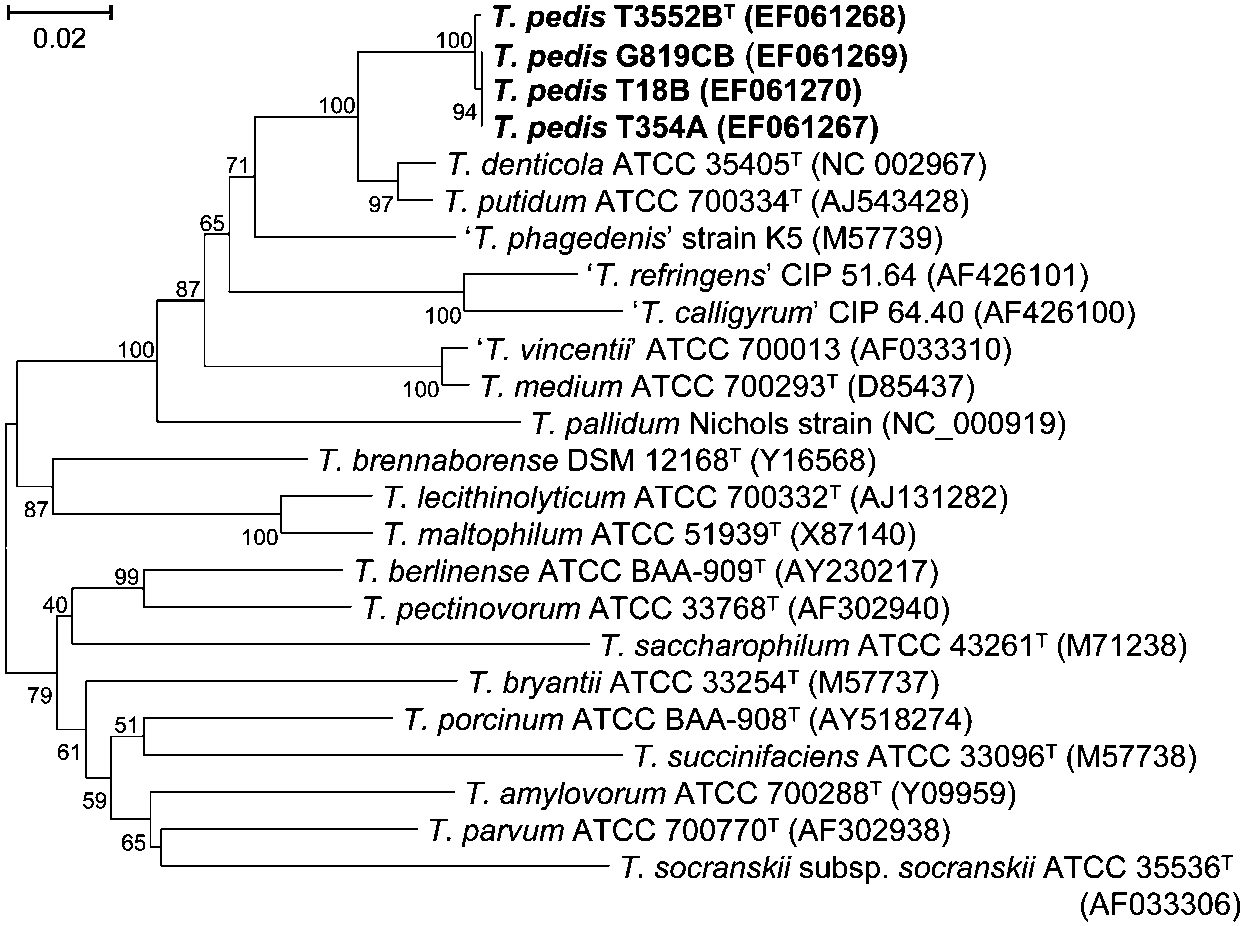 0.02
T. pedis T3552Bᵀ (EF061268)
100
T. pedis G819CB (EF061269)
T. pedis T18B (EF061270)
94
100
T. pedis T354A (EF061267)
T. denticola ATCC 35405ᵀ (NC 002967)
71
97
T. putidum ATCC 700334ᵀ (AJ543428)
65
‘T. phagedenis’ strain K5 (M57739)
‘T. refringens’ CIP 51.64 (AF426101)
87
100
‘T. calligyrum’ CIP 64.40 (AF426100)
100
‘T. vincentii’ ATCC 700013 (AF033310)
100
T. medium ATCC 700293ᵀ (D85437)
T. pallidum Nichols strain (NC_000919)
T. brennaborense DSM 12168ᵀ (Y16568)
87
T. lecithinolyticum ATCC 700332ᵀ (AJ131282)
100
T. maltophilum ATCC 51939ᵀ (X87140)
99
T. berlinense ATCC BAA-909ᵀ (AY230217)
40
T. pectinovorum ATCC 33768ᵀ (AF302940)
T. saccharophilum ATCC 43261ᵀ (M71238)
79
T. bryantii ATCC 33254ᵀ (M57737)
51
T. porcinum ATCC BAA-908ᵀ (AY518274)
61
T. succinifaciens ATCC 33096ᵀ (M57738)
59
T. amylovorum ATCC 700288ᵀ (Y09959)
65
T. parvum ATCC 700770ᵀ (AF302938)
T. socranskii subsp. socranskii ATCC 35536ᵀ
(AF033306)